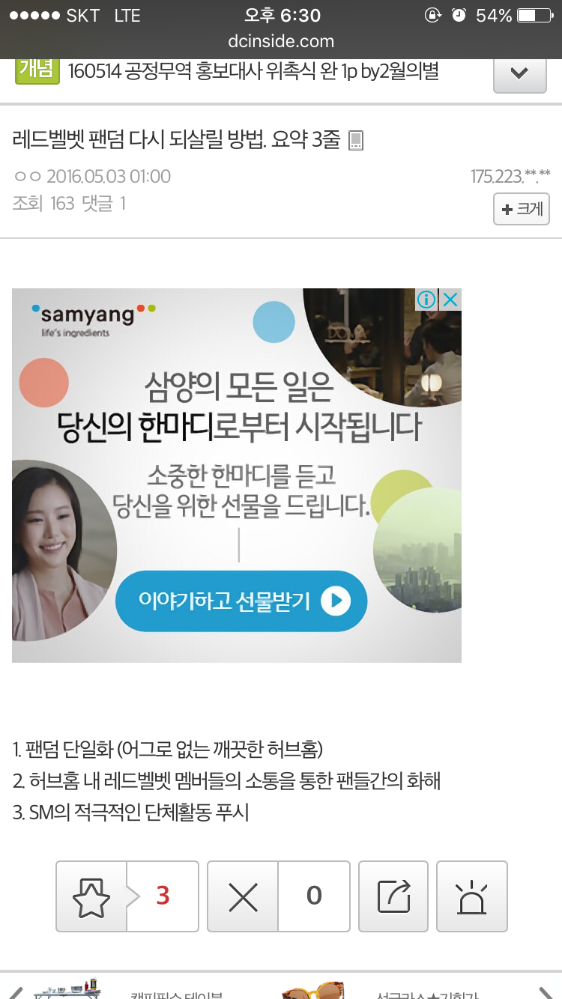 SKT LTE 오후 6:30 54%
dcinside.com
개념 160514 공정무역 홍보대사 위촉식 완 1p by2월의별
레드벨벳 팬덤 다시 되살릴 방법. 요약 3줄
ㅇㅇ 2016.05.03 01:00 175.223.**.**
조회 163 댓글 1
+ 크게
samyang
life's ingredients
삼양의 모든 일은
당신의 한마디로부터 시작됩니다
소중한 한마디를 듣고
당신을 위한 선물을 드립니다.
이야기하고 선물받기
1. 팬덤 단일화 (어그로 없는 깨끗한 허브홈)
2. 허브홈 내 레드벨벳 멤버들의 소통을 통한 팬들간의 화해
3. SM의 적극적인 단체활동 푸시
3 0